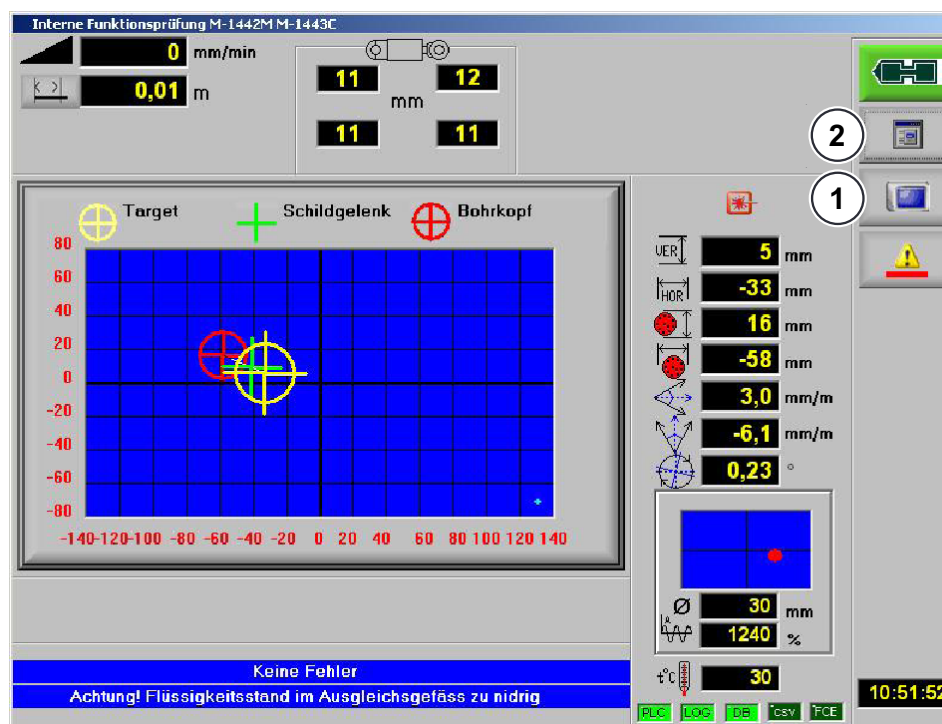 Interne Funktionsprüfung M-1442M M-1443C
0 mm/min
0,01 m
11 12
mm
11 11
2
1
Target Schildgelenk Bohrkopf
80
60
40
20
0
-20
-40
-60
-80
-140-120-100 -80 -60 -40 -20 0 20 40 60 80 100 120 140
VER 5 mm
HOR -33 mm
16 mm
-58 mm
3,0 mm/m
-6,1 mm/m
0,23 °
Ø 30 mm
A 1240 %
t°C 30
Keine Fehler
Achtung! Flüssigkeitsstand im Ausgleichsgefäss zu nidrig
PLC LOG DB *CSV *FCE
10:51:52